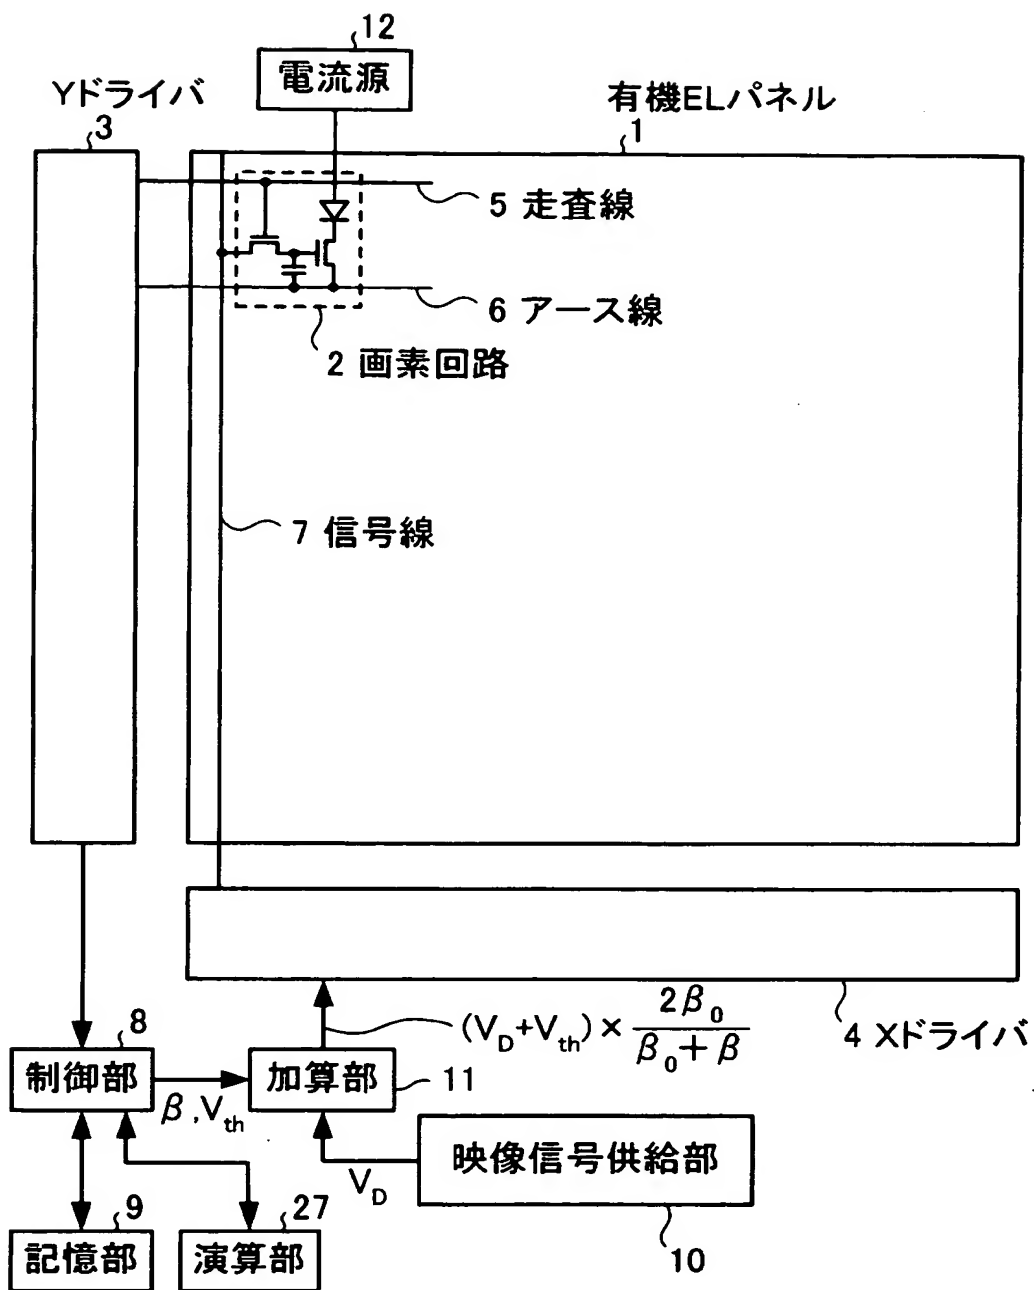 12
電流源
Yドライバ
3
有機ELパネル
1
5 走査線
6 アース線
2 画素回路
7 信号線
(V_D+V_th) × 2β_0 / (β_0+β)
4 Xドライバ
8
制御部
β,V_th
加算部
11
V_D
映像信号供給部
10
9
記憶部
27
演算部